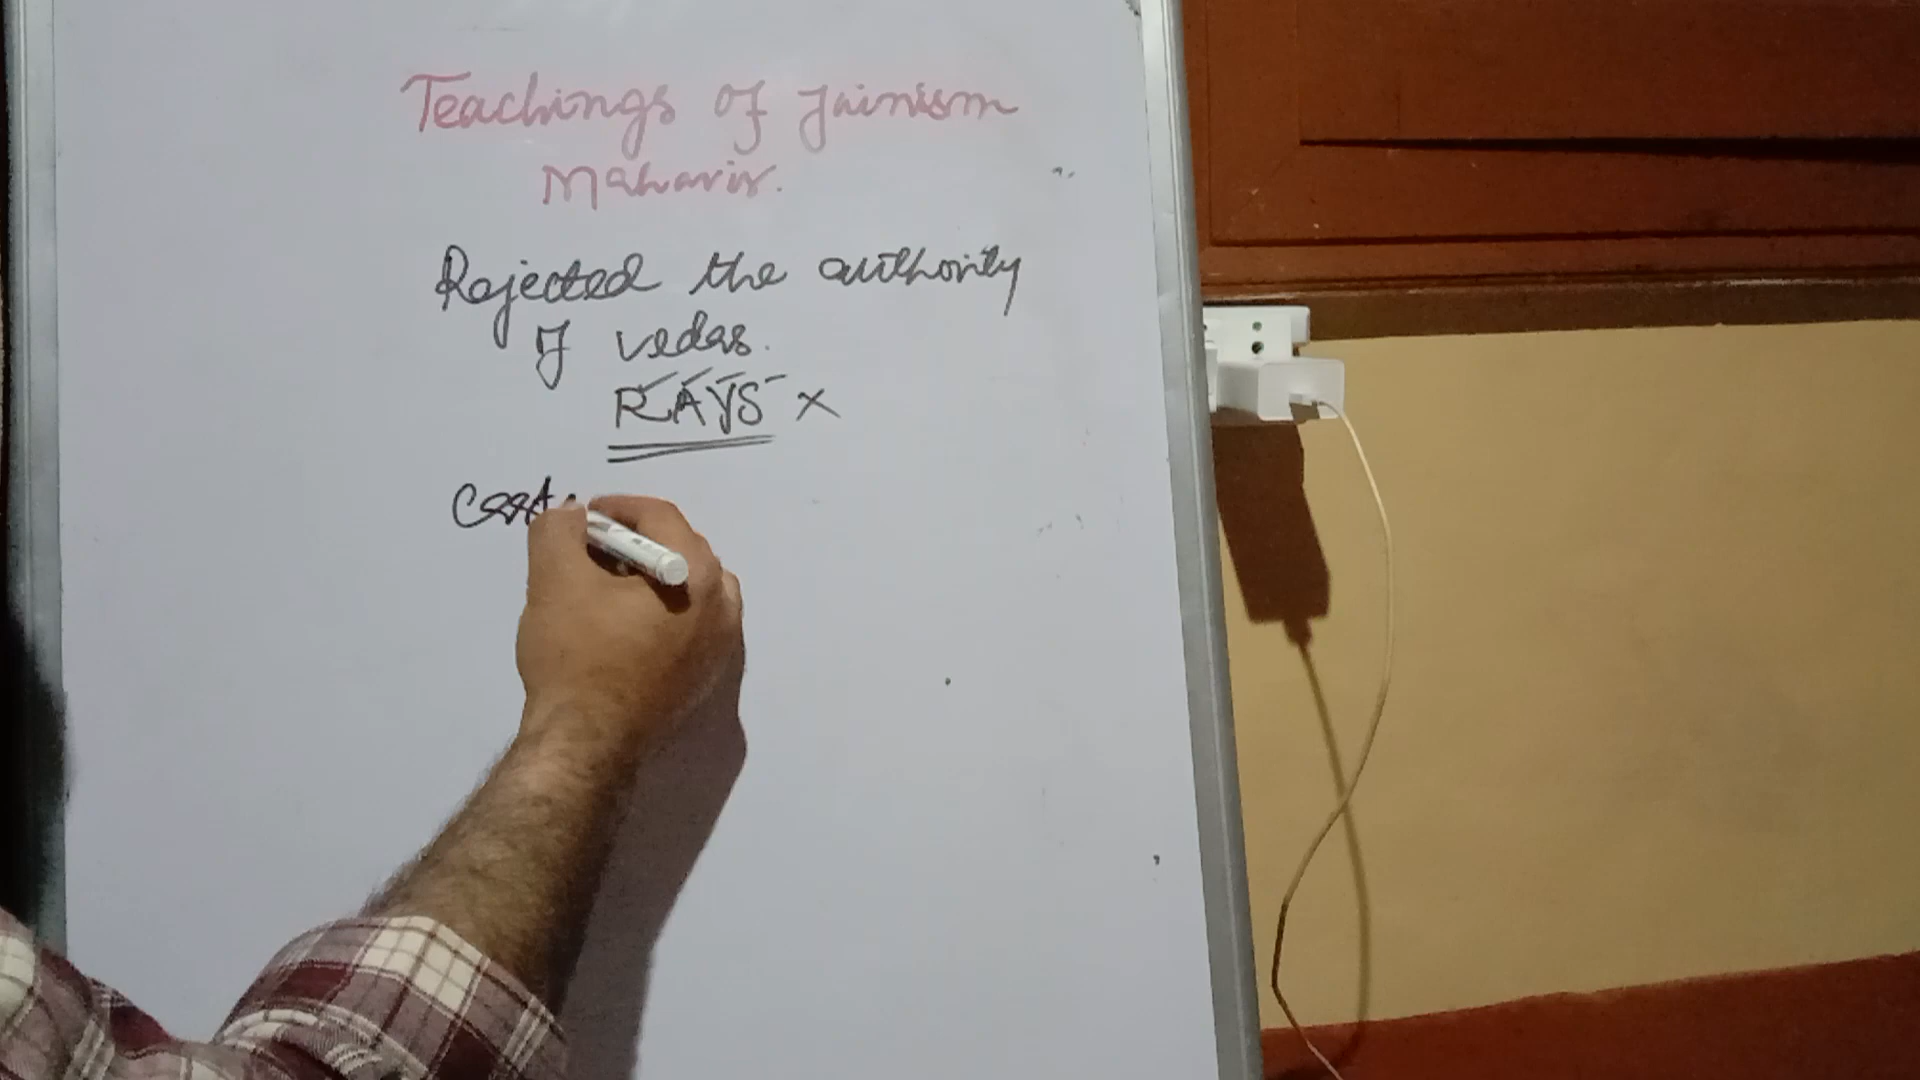 Teachings of Jainism
Mahavir.
Rejected the authority
of vedas.
RAYS ×